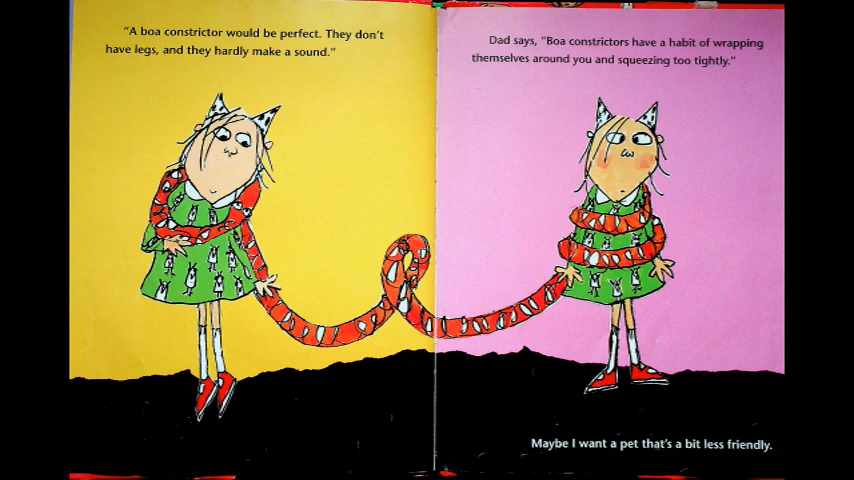 “A boa constrictor would be perfect. They don’t
have legs, and they hardly make a sound.”
Dad says, “Boa constrictors have a habit of wrapping
themselves around you and squeezing too tightly.”
Maybe I want a pet that’s a bit less friendly.